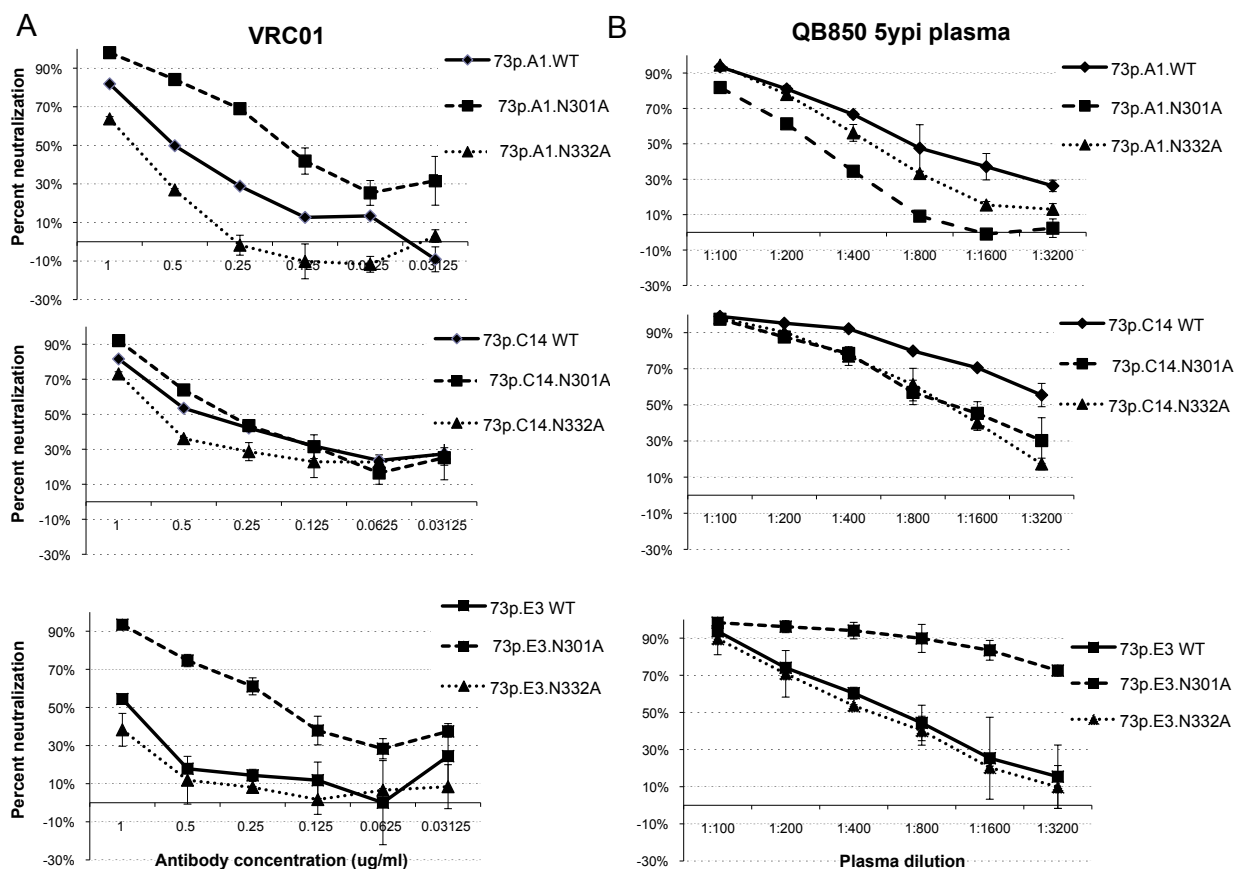 A
VRC01
Percent neutralization
90%
70%
50%
30%
10%
-10%
-30%
1
0.5
0.25
0.125
0.0625
0.03125
73p.A1.WT
73p.A1.N301A
73p.A1.N332A
B
QB850 5ypi plasma
90%
70%
50%
30%
10%
-10%
-30%
1:100
1:200
1:400
1:800
1:1600
1:3200
73p.A1.WT
73p.A1.N301A
73p.A1.N332A
Percent neutralization
90%
70%
50%
30%
10%
-10%
-30%
1
0.5
0.25
0.125
0.0625
0.03125
73p.C14 WT
73p.C14.N301A
73p.C14.N332A
90%
70%
50%
30%
10%
-10%
-30%
1:100
1:200
1:400
1:800
1:1600
1:3200
73p.C14 WT
73p.C14.N301A
73p.C14.N332A
Percent neutralization
90%
70%
50%
30%
10%
-10%
-30%
1
0.5
0.25
0.125
0.0625
0.03125
73p.E3 WT
73p.E3.N301A
73p.E3.N332A
Antibody concentration (ug/ml)
90%
70%
50%
30%
10%
-10%
-30%
1:100
1:200
1:400
1:800
1:1600
1:3200
73p.E3 WT
73p.E3.N301A
73p.E3.N332A
Plasma dilution